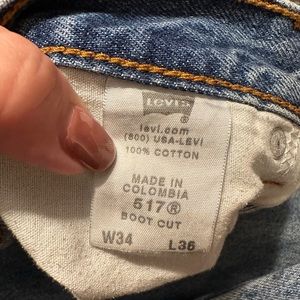 LEVI'S
®
levi.com
(800) USA-LEVI
100% COTTON
MADE IN
COLOMBIA
517®
BOOT CUT
W34 L36